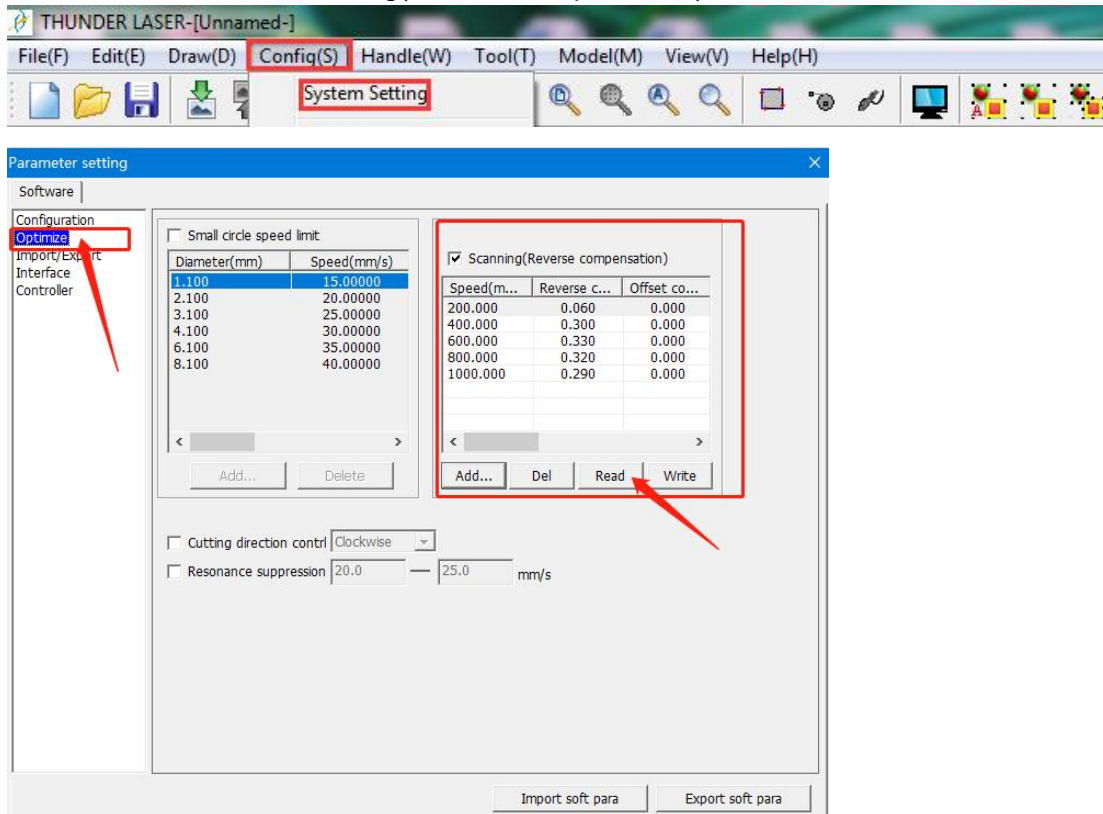 THUNDER LASER-[Unnamed-]
File(F) Edit(E) Draw(D) Config(S) Handle(W) Tool(T) Model(M) View(V) Help(H)
System Setting
Parameter setting
Software
Configuration
Optimize
Import/Export
Interface
Controller
Small circle speed limit
Diameter(mm) Speed(mm/s)
1.100 15.00000
2.100 20.00000
3.100 25.00000
4.100 30.00000
6.100 35.00000
8.100 40.00000
Add... Delete
Scanning(Reverse compensation)
Speed(m... Reverse c... Offset co...
200.000 0.060 0.000
400.000 0.300 0.000
600.000 0.330 0.000
800.000 0.320 0.000
1000.000 0.290 0.000
Add... Del Read Write
Cutting direction contrl Clockwise
Resonance suppression 20.0 — 25.0 mm/s
Import soft para Export soft para